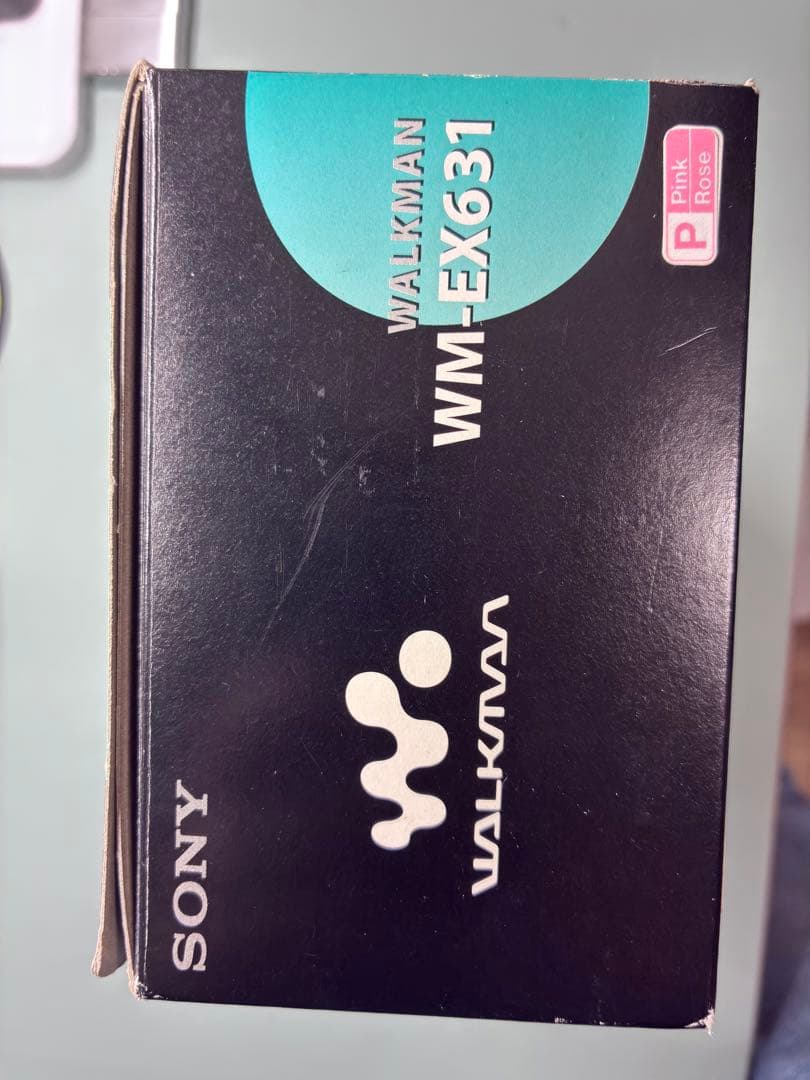 SONY
WALKMAN
WALKMAN
WM-EX631
P
Pink
Rose